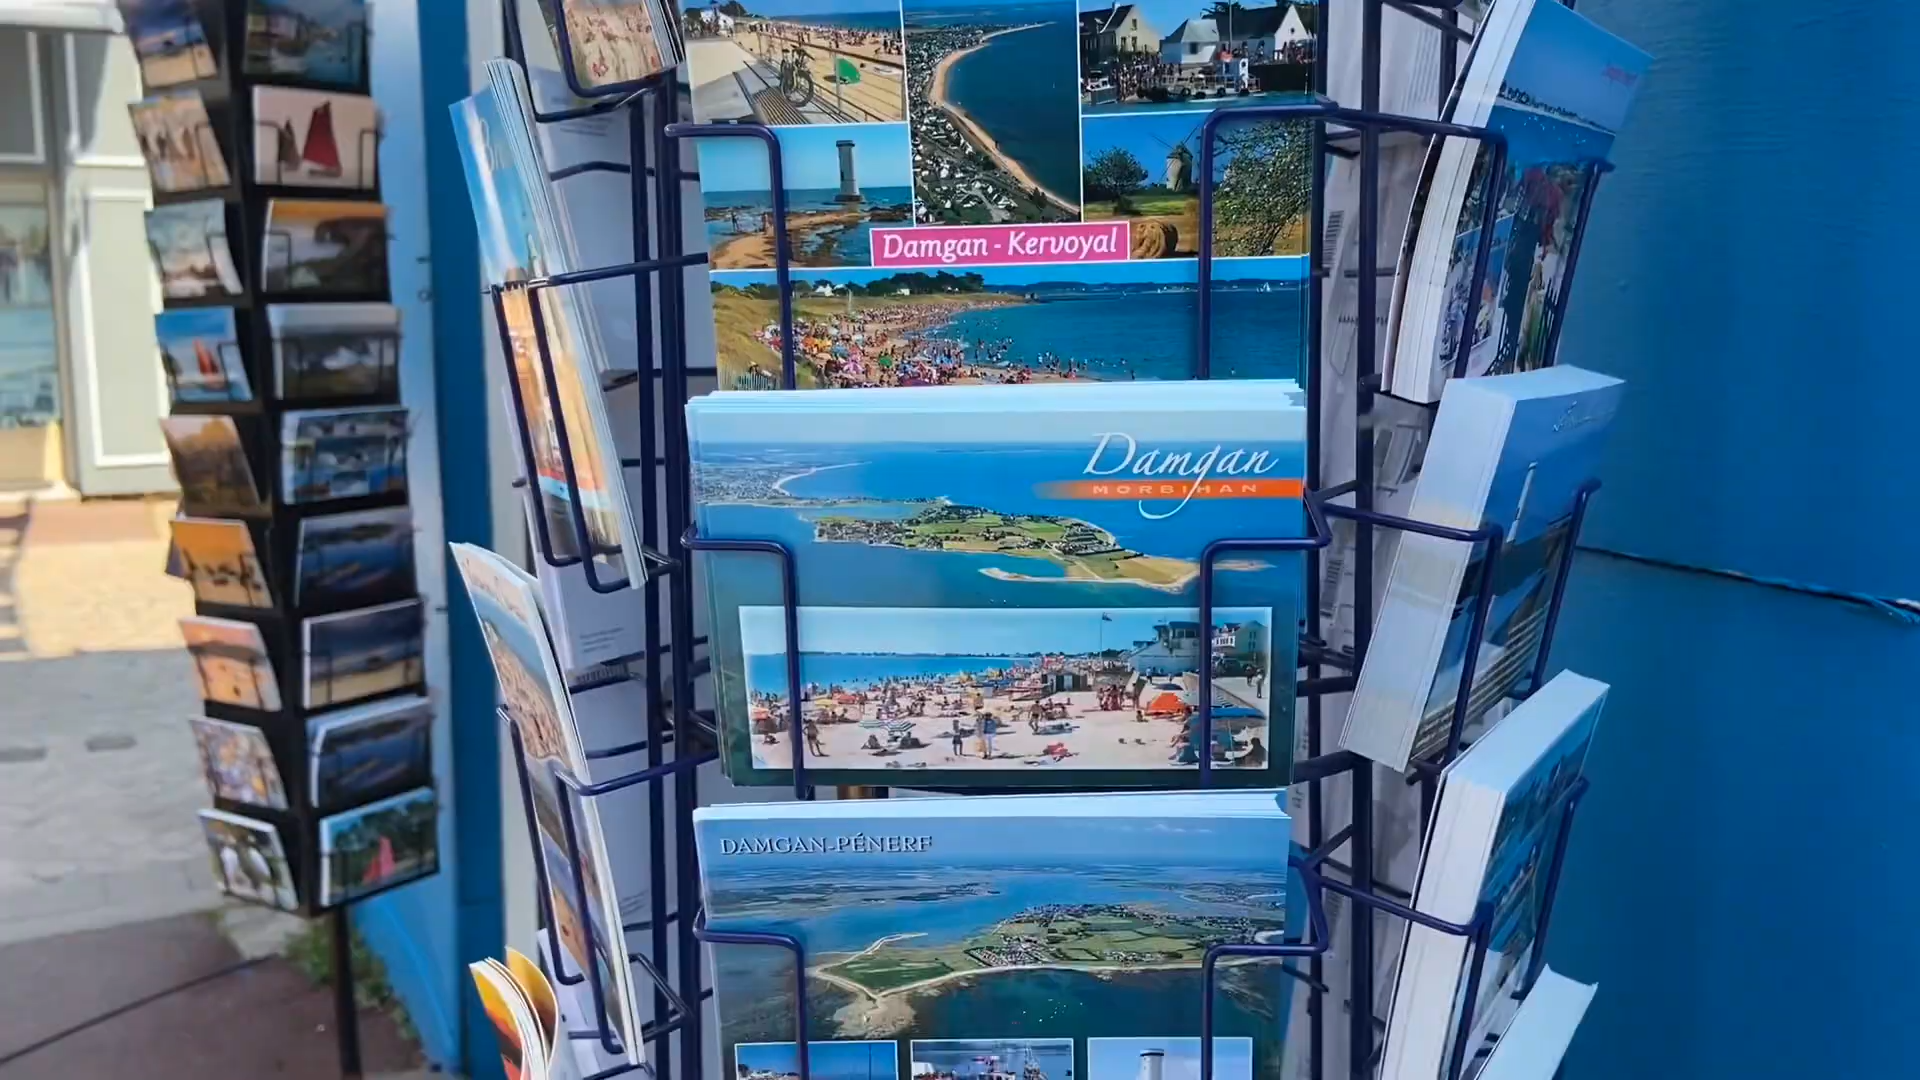 Damgan - Kervoyal
Damgan
MORBIHAN
DAMGAN-PÉNERF